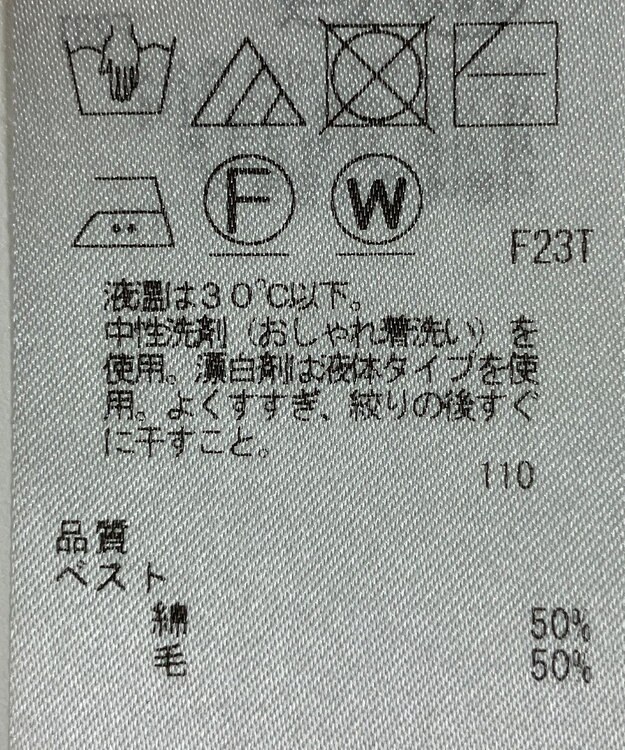 F
W
F23T
液温は30℃以下。
中性洗剤（おしゃれ着洗い）を
使用。漂白剤は液体タイプを使
用。よくすすぎ、絞りの後すぐ
に干すこと。
110
品質
ベスト
綿 50%
毛 50%